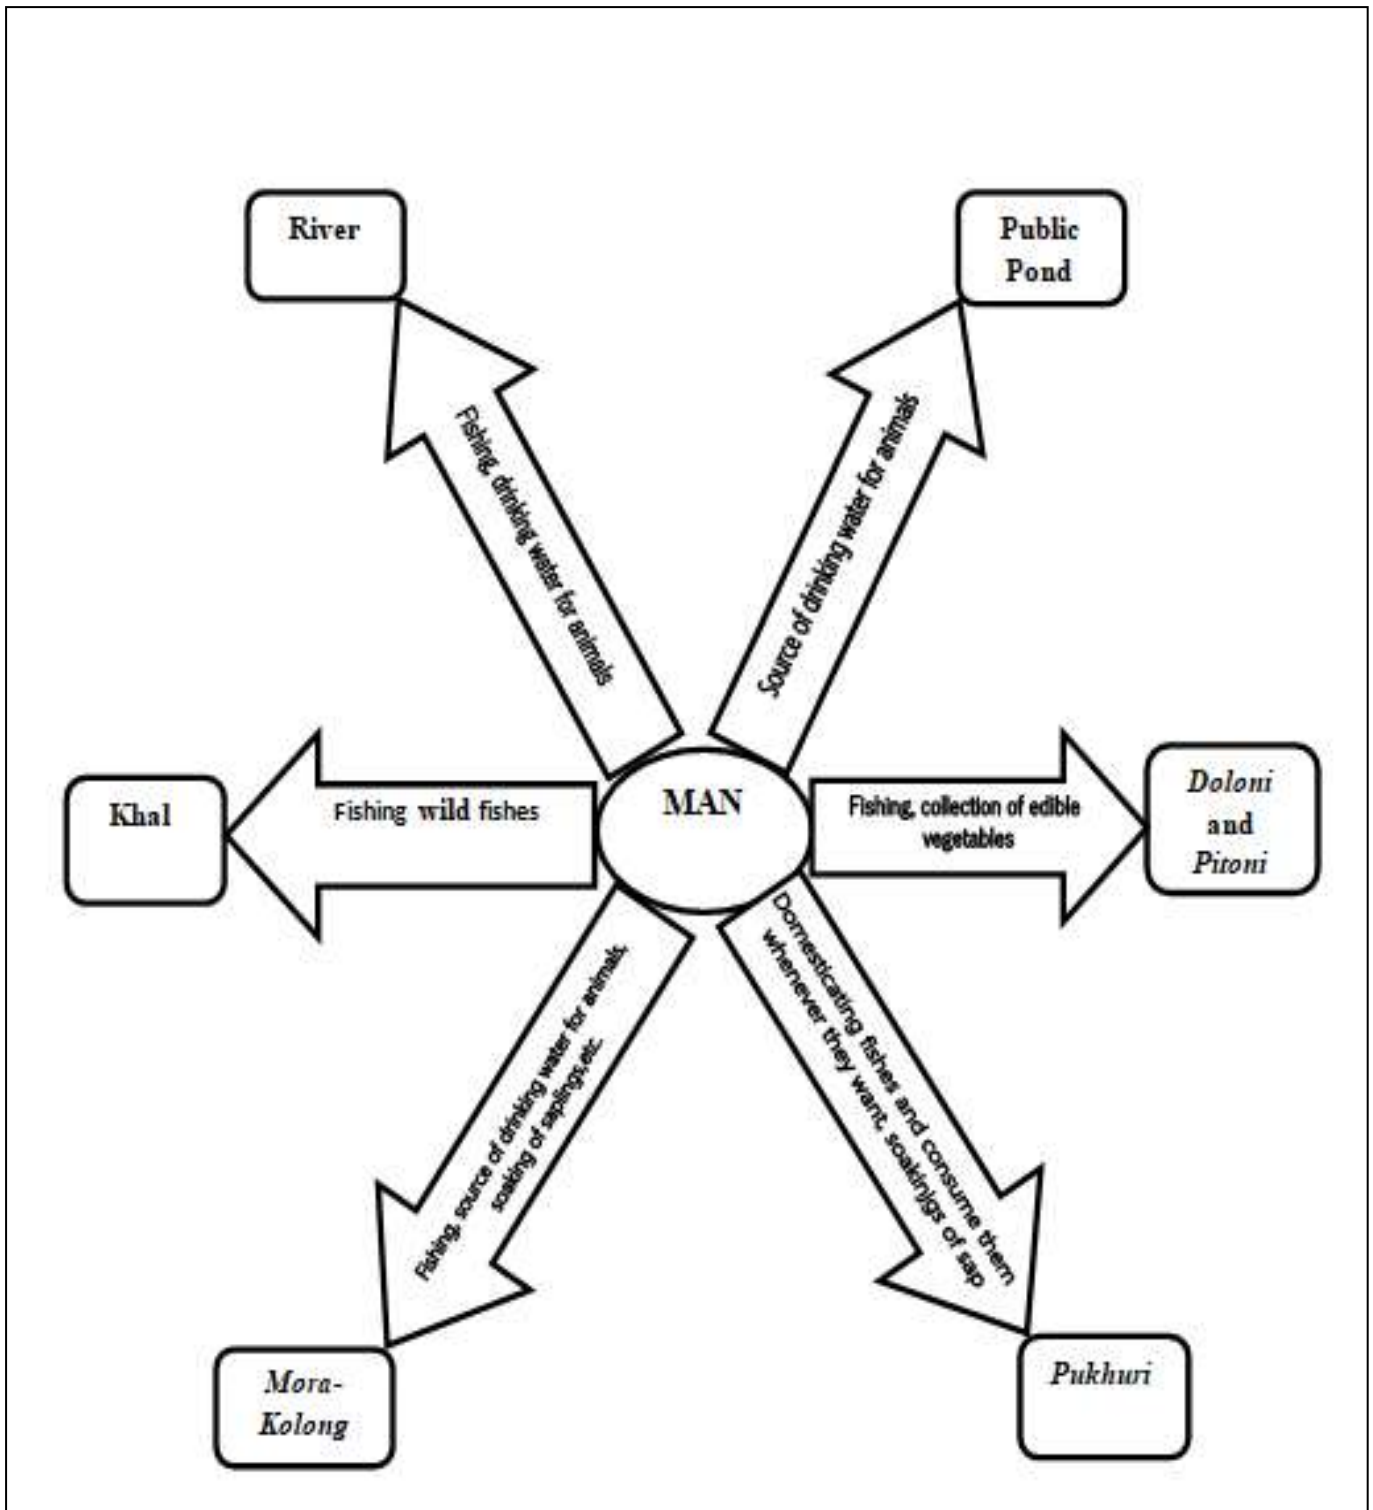 River
Public
Pond
Fishing, drinking water for animals
Source of drinking water for animals
Khal
Fishing wild fishes
MAN
Fishing, collection of edible
vegetables
Doloni
and
Pitoni
Fishing, source of drinking water for animals,
soaking of saplings,etc.
Domesticating fishes and consume them
whenever they want, soakinjgs of sap
Mora-
Kolong
Pukhuri